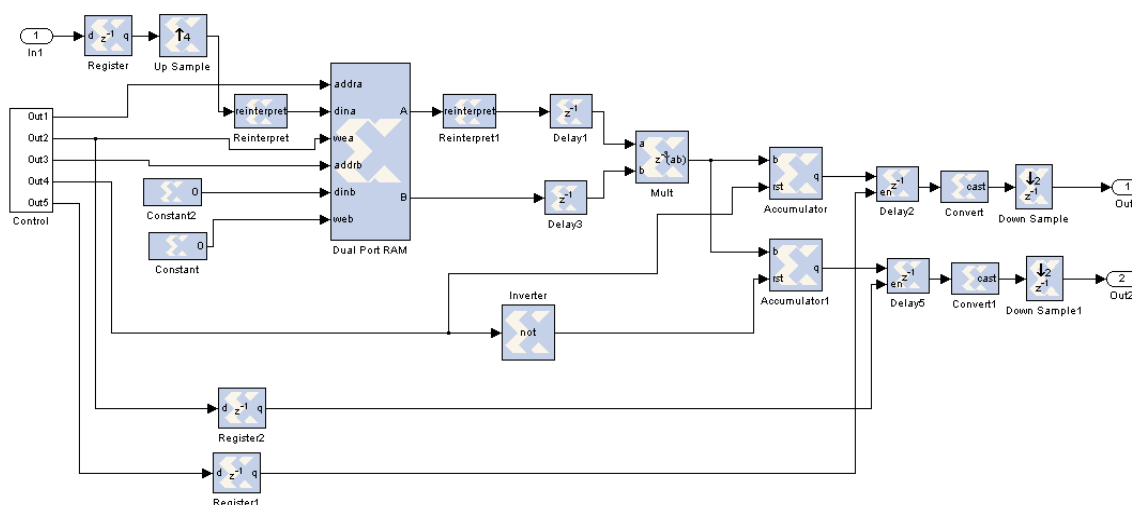 1
In1
d z⁻¹ q
Register
↑4
Up Sample
Out1
Out2
Out3
Out4
Out5
Control
reinterpret
Reinterpret
0
Constant2
0
Constant
addra
dina
wea
addrb
dinb
web
A
B
Dual Port RAM
reinterpret
Reinterpret1
z⁻¹
Delay1
z⁻¹
Delay3
a
b
z⁻³(ab)
Mult
b
rst
q
Accumulator
b
rst
q
Accumulator1
z⁻¹
en
Delay2
cast
Convert
↓2
z⁻¹
Down Sample
1
Out
z⁻¹
en
Delay5
cast
Convert1
↓2
z⁻¹
Down Sample1
2
Out2
Inverter
not
d z⁻¹ q
Register2
d z⁻¹ q
Register1